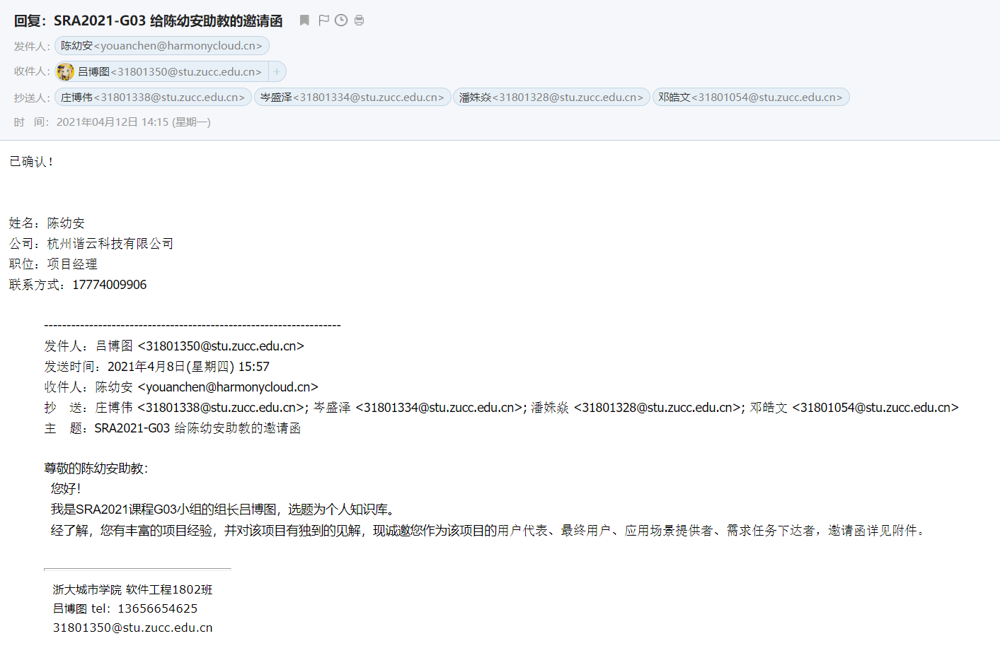 回复：SRA2021-G03 给陈幼安助教的邀请函
发件人：陈幼安<youanchen@harmonycloud.cn>
收件人：吕博图<31801350@stu.zucc.edu.cn> +
抄送人：庄博伟<31801338@stu.zucc.edu.cn> 岑盛泽<31801334@stu.zucc.edu.cn> 潘姝焱<31801328@stu.zucc.edu.cn> 邓皓文<31801054@stu.zucc.edu.cn>
时 间：2021年04月12日 14:15 (星期一)
已确认！
姓名：陈幼安
公司：杭州谐云科技有限公司
职位：项目经理
联系方式：17774009906
------------------------------------------------------------------
发件人：吕博图 <31801350@stu.zucc.edu.cn>
发送时间：2021年4月8日(星期四) 15:57
收件人：陈幼安 <youanchen@harmonycloud.cn>
抄 送：庄博伟 <31801338@stu.zucc.edu.cn>; 岑盛泽 <31801334@stu.zucc.edu.cn>; 潘姝焱 <31801328@stu.zucc.edu.cn>; 邓皓文 <31801054@stu.zucc.edu.cn>
主 题：SRA2021-G03 给陈幼安助教的邀请函
尊敬的陈幼安助教：
您好！
我是SRA2021课程G03小组的组长吕博图，选题为个人知识库。
经了解，您有丰富的项目经验，并对该项目有独到的见解，现诚邀您作为该项目的用户代表、最终用户、应用场景提供者、需求任务下达者，邀请函详见附件。
浙大城市学院 软件工程1802班
吕博图 tel：13656654625
31801350@stu.zucc.edu.cn